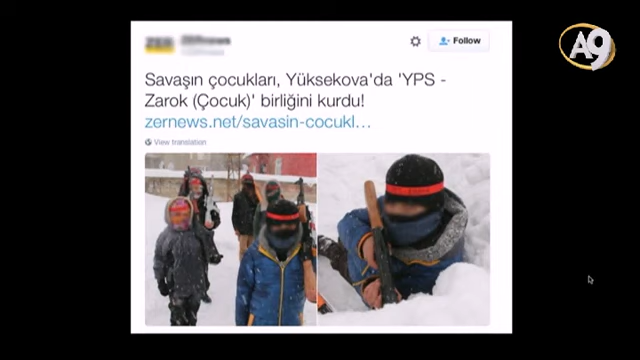 A9
Follow
Savaşın çocukları, Yüksekova'da 'YPS -
Zarok (Çocuk)' birliğini kurdu!
zernews.net/savasin-cocukl…
View translation